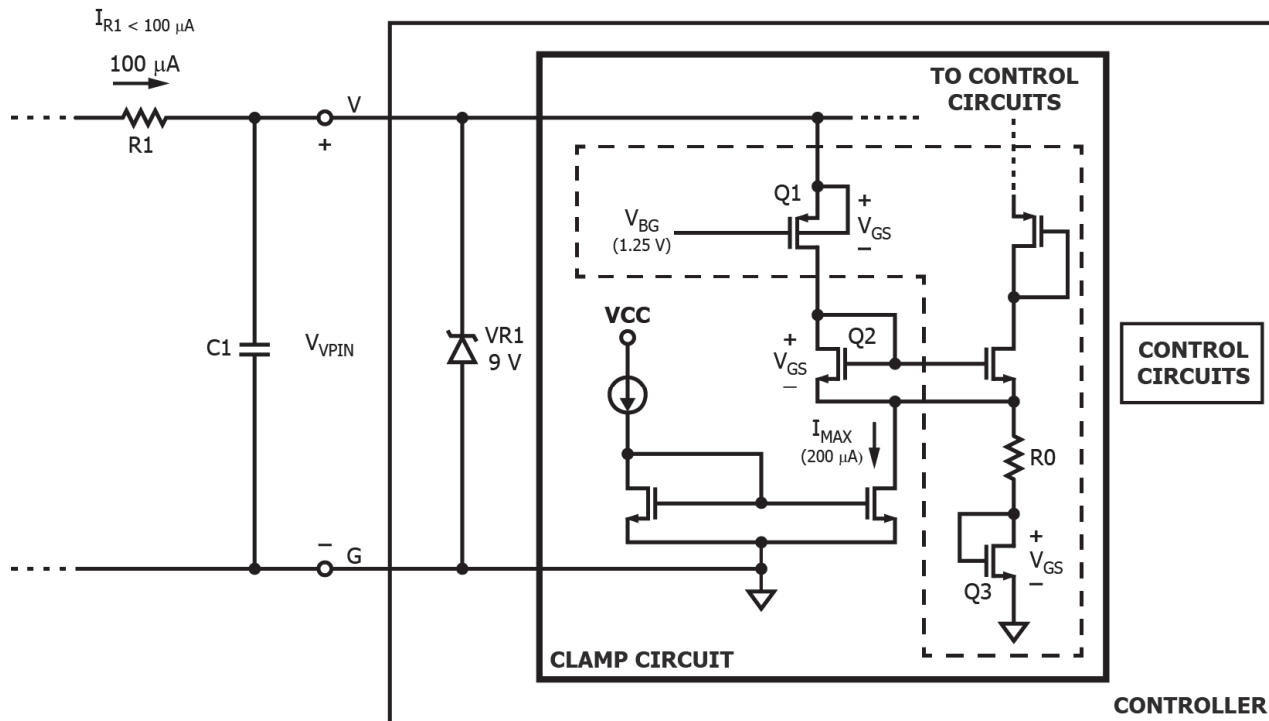 I_R1 < 100 μA
100 μA
R1
V
+
C1
V_VPIN
VR1
9 V
−
G
TO CONTROL
CIRCUITS
Q1
+
V_GS
−
V_BG
(1.25 V)
VCC
+
V_GS
−
Q2
I_MAX
(200 μA)
R0
+
V_GS
−
Q3
CONTROL
CIRCUITS
CLAMP CIRCUIT
CONTROLLER